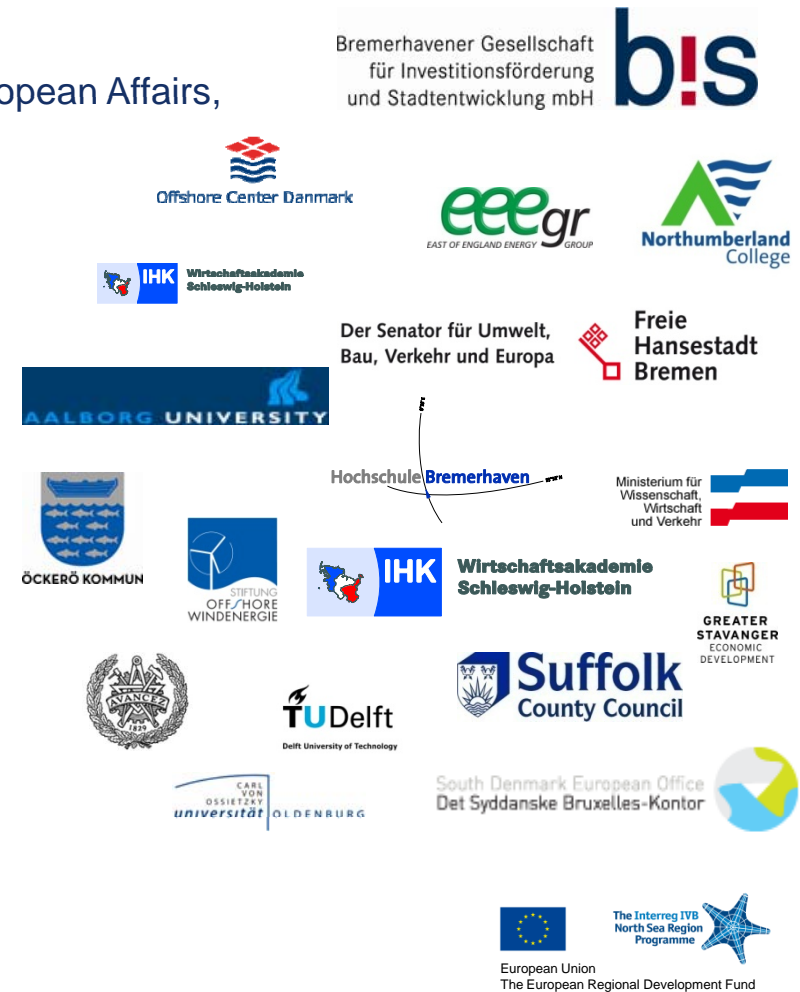 Bremerhavener Gesellschaft
für Investitionsförderung
und Stadtentwicklung mbH
b!s
opean Affairs,
Offshore Center Danmark
eeegr
EAST OF ENGLAND ENERGY GROUP
Northumberland
College
IHK
Wirtschaftsakademie
Schleswig-Holstein
Der Senator für Umwelt,
Bau, Verkehr und Europa
Freie
Hansestadt
Bremen
AALBORG UNIVERSITY
Hochschule Bremerhaven
Ministerium für
Wissenschaft,
Wirtschaft
und Verkehr
ÖCKERÖ KOMMUN
STIFTUNG
OFFSHORE
WINDENERGIE
IHK
Wirtschaftsakademie
Schleswig-Holstein
GREATER
STAVANGER
ECONOMIC
DEVELOPMENT
AVANCEZ
1829
TUDelft
Delft University of Technology
Suffolk
County Council
CARL
VON
OSSIETZKY
universität OLDENBURG
South Denmark European Office
Det Syddanske Bruxelles-Kontor
The Interreg IVB
North Sea Region
Programme
European Union
The European Regional Development Fund